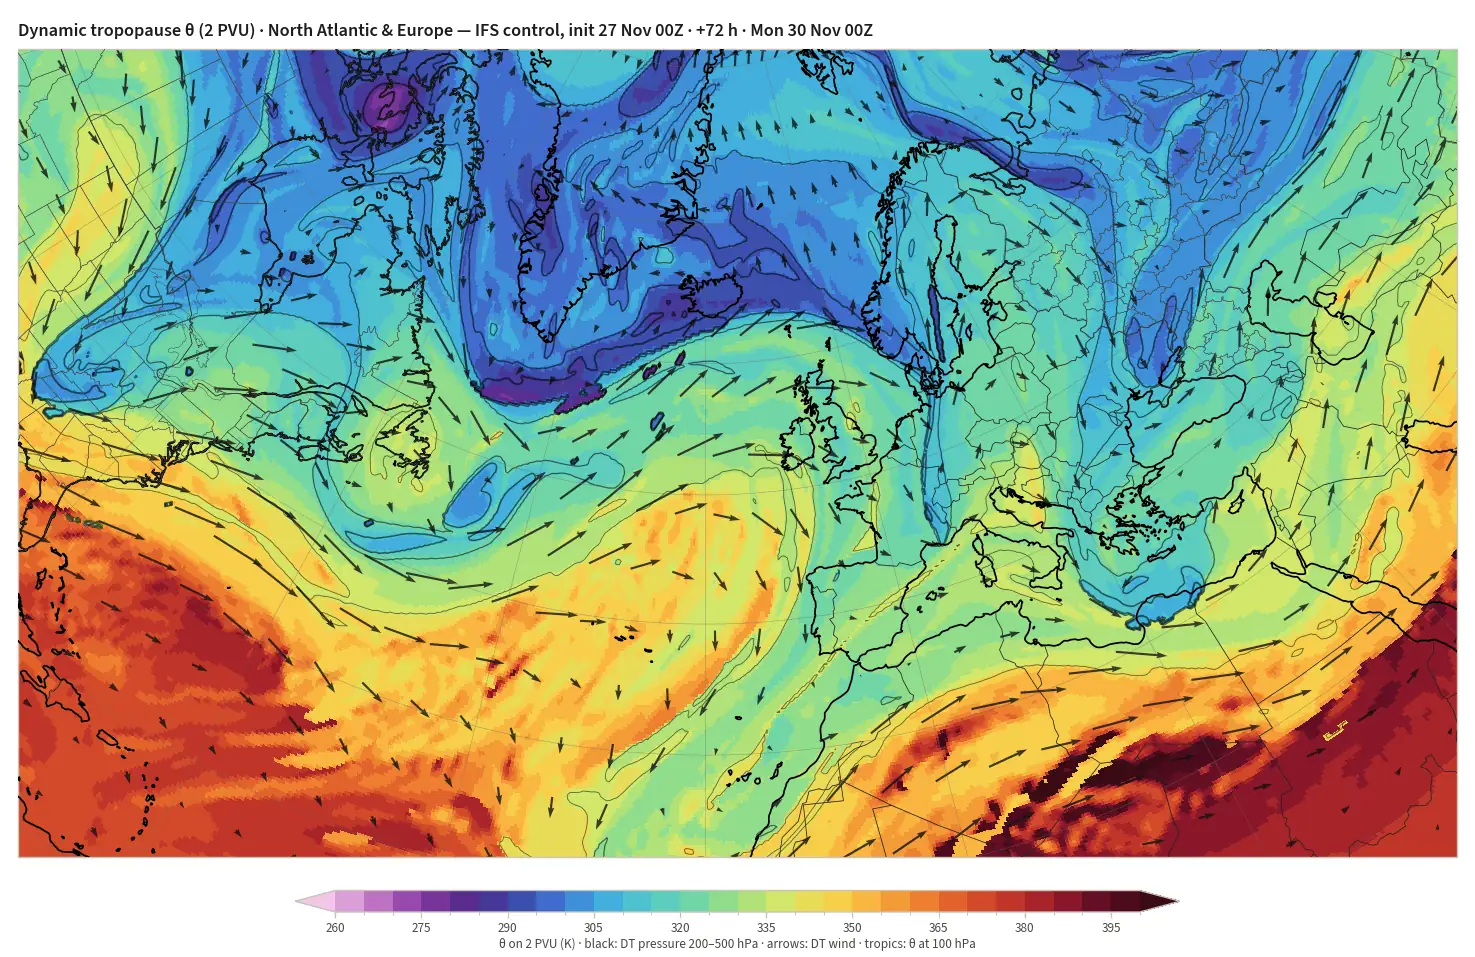 Dynamic tropopause θ (2 PVU) · North Atlantic & Europe — IFS control, init 27 Nov 00Z · +72 h · Mon 30 Nov 00Z
260 275 290 305 320 335 350 365 380 395
θ on 2 PVU (K) · black: DT pressure 200–500 hPa · arrows: DT wind · tropics: θ at 100 hPa